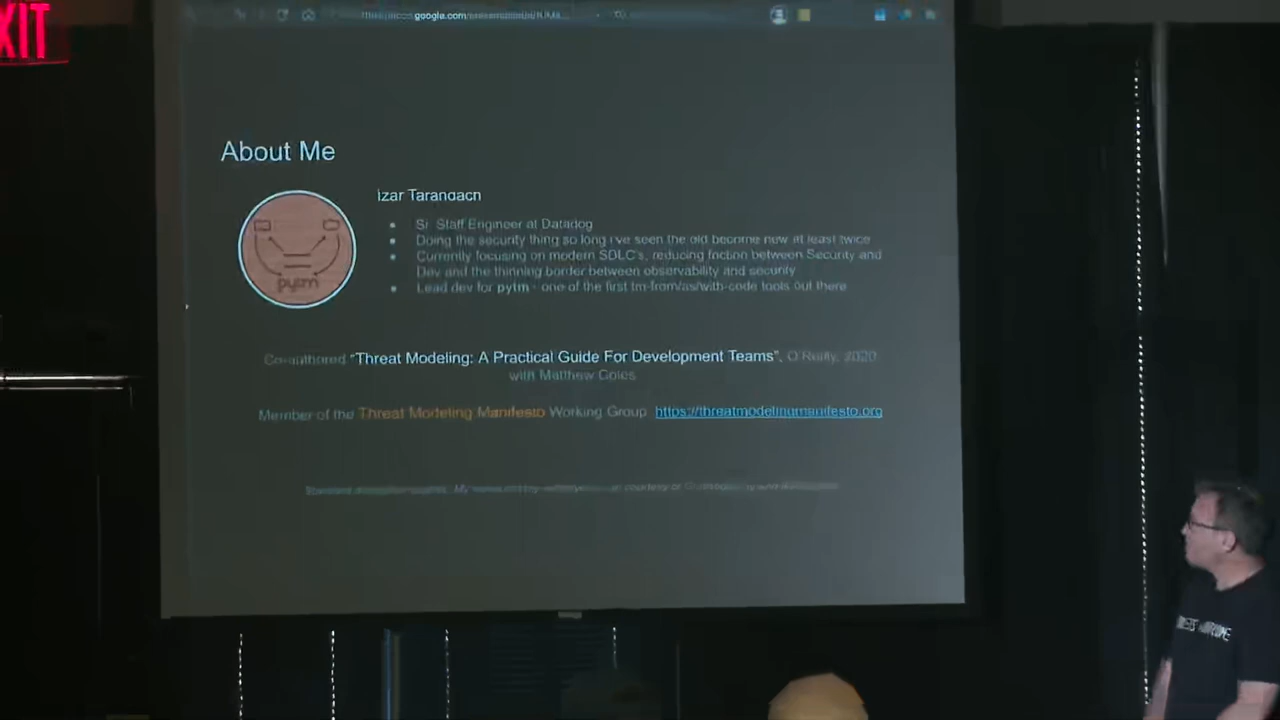 EXIT
google.com
About Me
Izar Tarandach
Sr. Staff Engineer at Datadog
Doing the security thing so long I've seen the old become new at least twice
Currently focusing on modern SDLC's, reducing friction between Security and
Dev and the thinning border between observability and security
Lead dev for pytm - one of the first tm-from/as/with-code tools out there
pytm
Co-authored "Threat Modeling: A Practical Guide For Development Teams", O'Reilly, 2020
with Matthew Coles
Member of the Threat Modeling Manifesto Working Group https://threatmodelingmanifesto.org